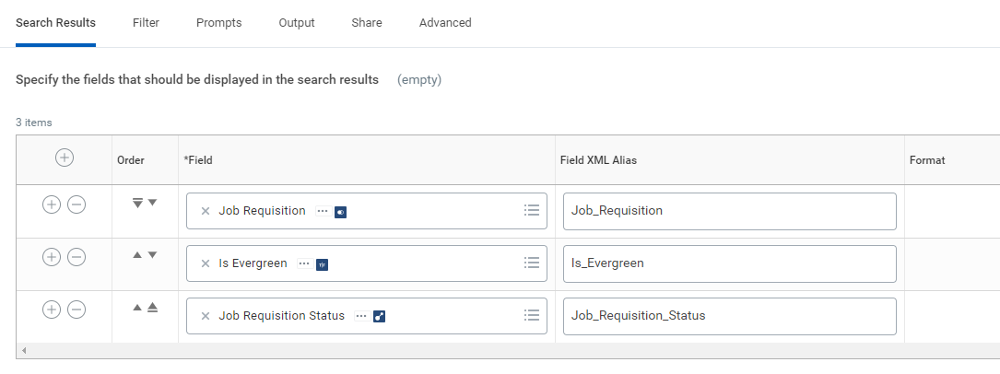 Search Results Filter Prompts Output Share Advanced
Specify the fields that should be displayed in the search results (empty)
3 items
Order *Field Field XML Alias Format
Job Requisition Job_Requisition
Is Evergreen Is_Evergreen
Job Requisition Status Job_Requisition_Status